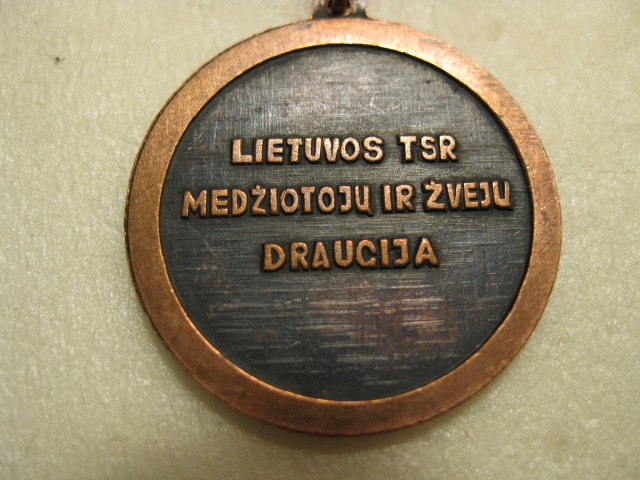 LIETUVOS TSR
MEDŽIOTOJŲ IR ŽVEJŲ
DRAUGIJA